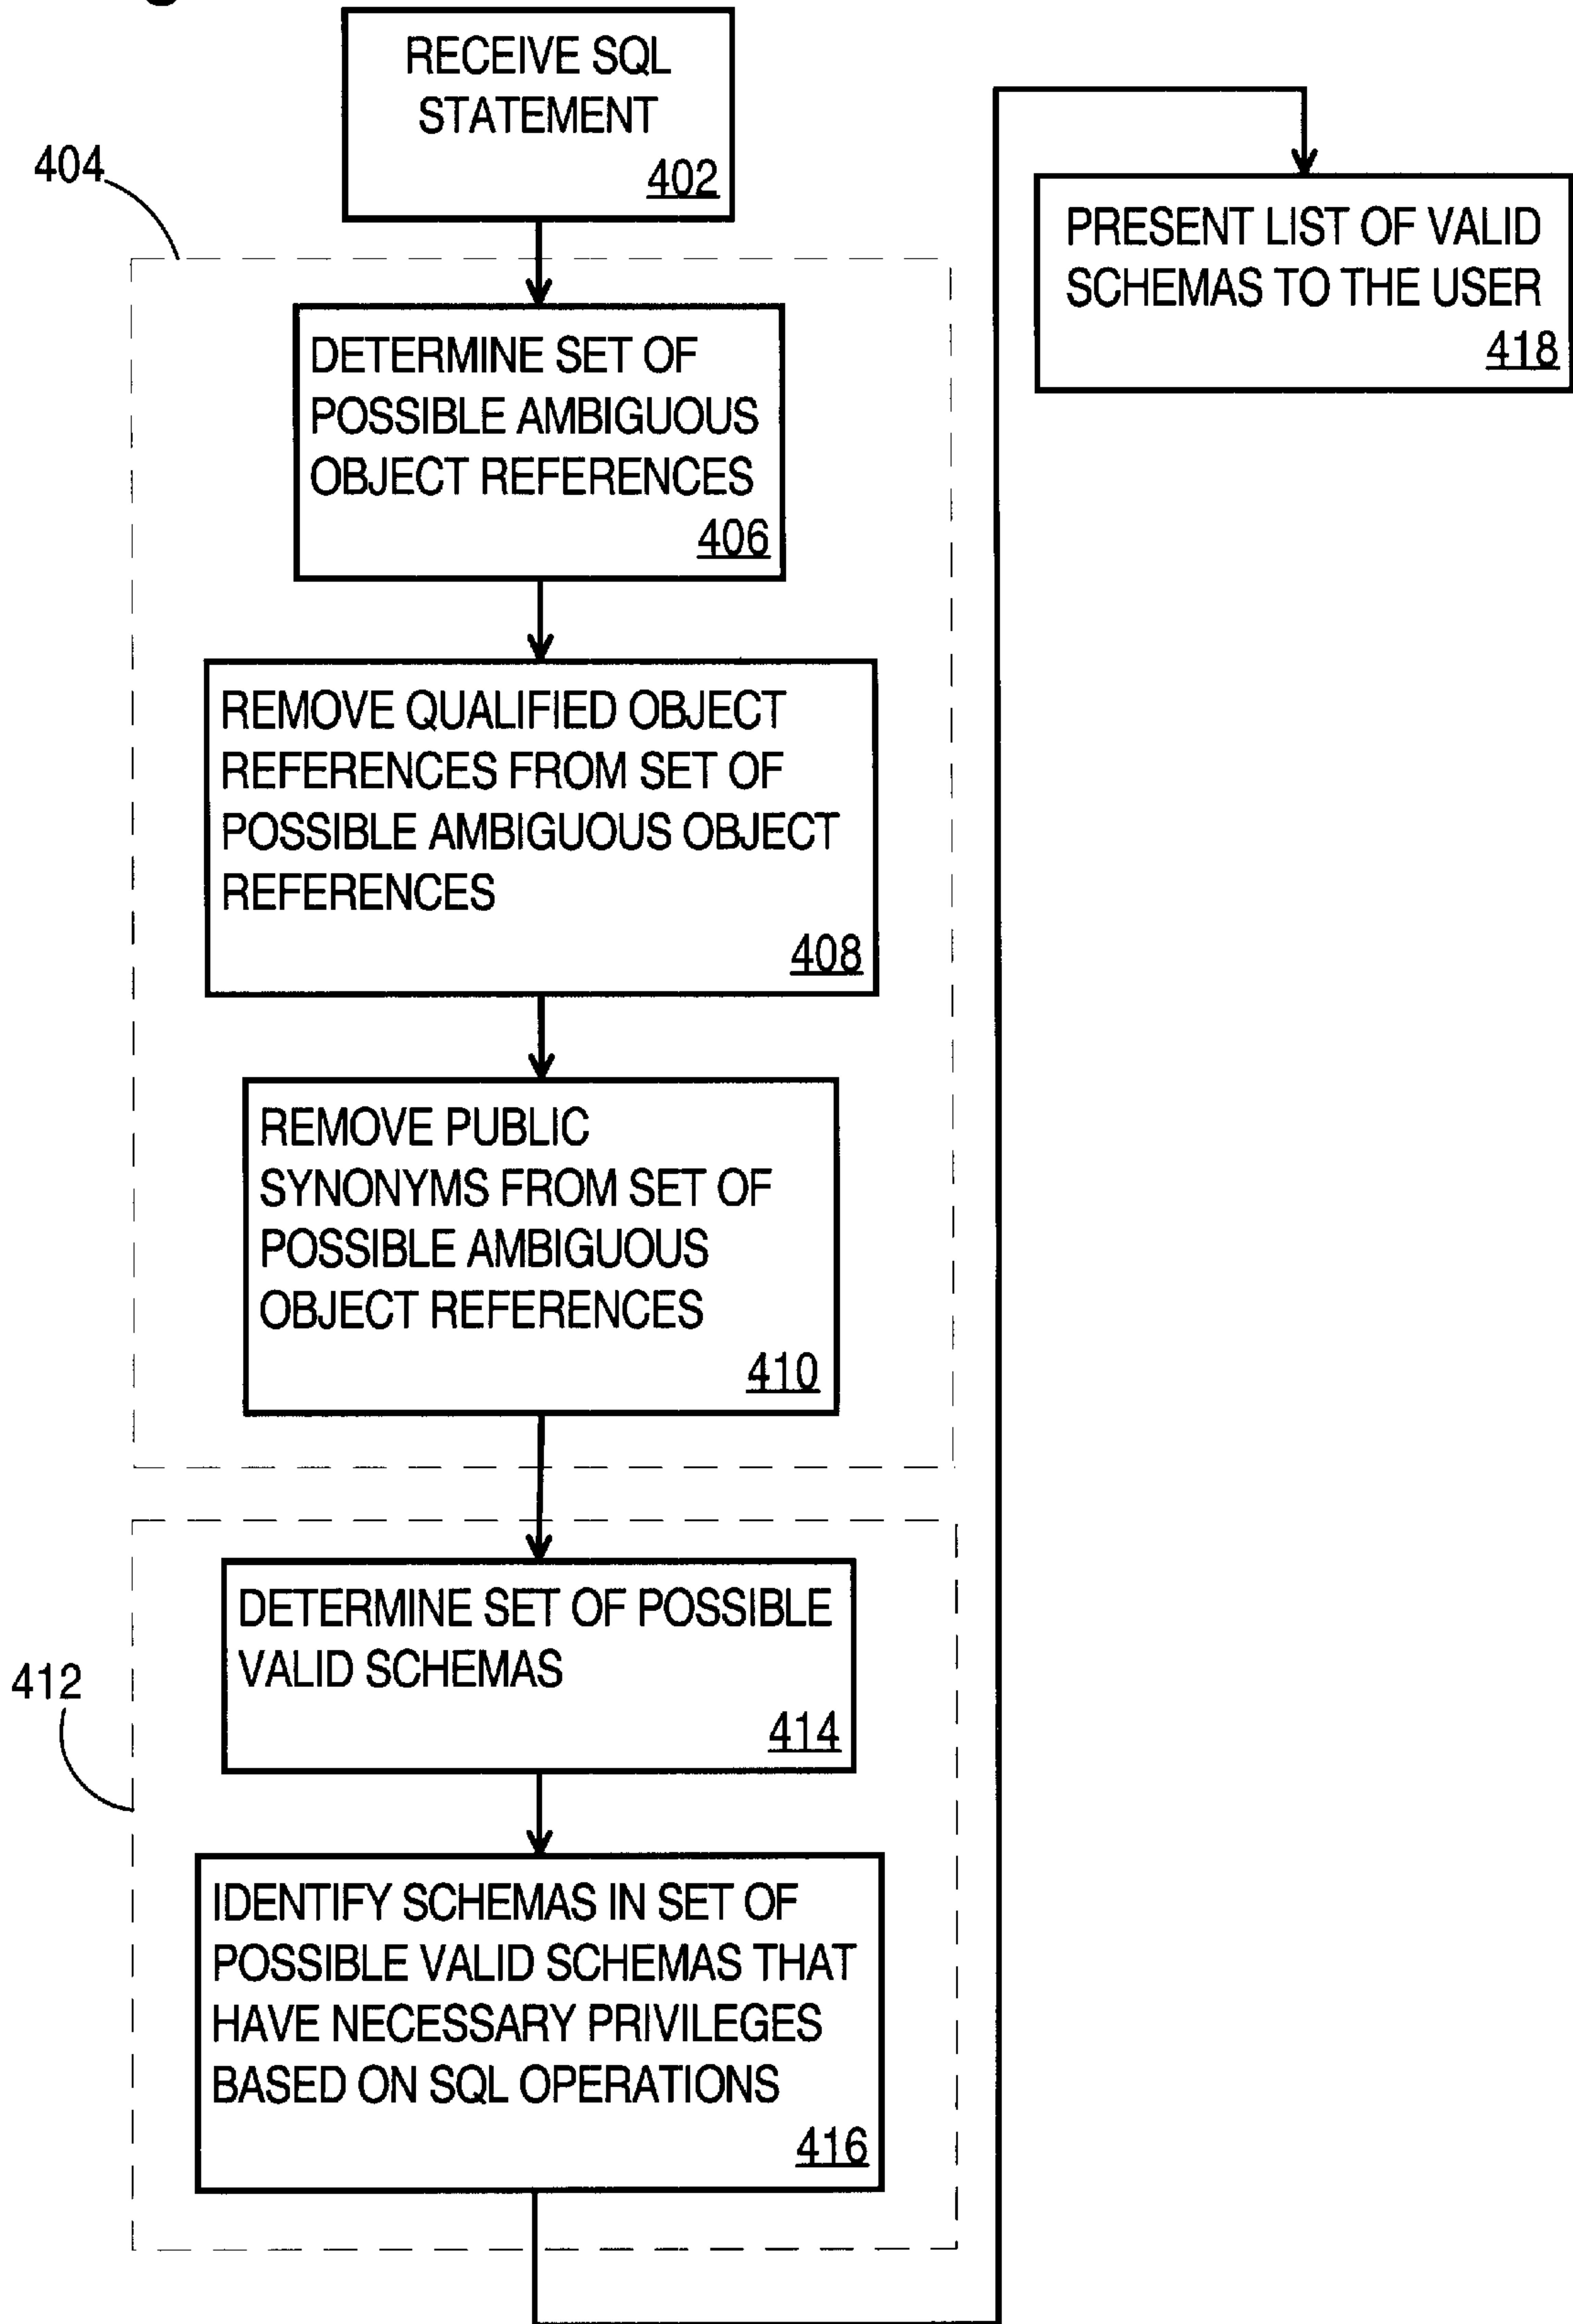 RECEIVE SQL
STATEMENT
402
404
DETERMINE SET OF
POSSIBLE AMBIGUOUS
OBJECT REFERENCES
406
REMOVE QUALIFIED OBJECT
REFERENCES FROM SET OF
POSSIBLE AMBIGUOUS OBJECT
REFERENCES
408
REMOVE PUBLIC
SYNONYMS FROM SET OF
POSSIBLE AMBIGUOUS
OBJECT REFERENCES
410
412
DETERMINE SET OF POSSIBLE
VALID SCHEMAS
414
IDENTIFY SCHEMAS IN SET OF
POSSIBLE VALID SCHEMAS THAT
HAVE NECESSARY PRIVILEGES
BASED ON SQL OPERATIONS
416
PRESENT LIST OF VALID
SCHEMAS TO THE USER
418